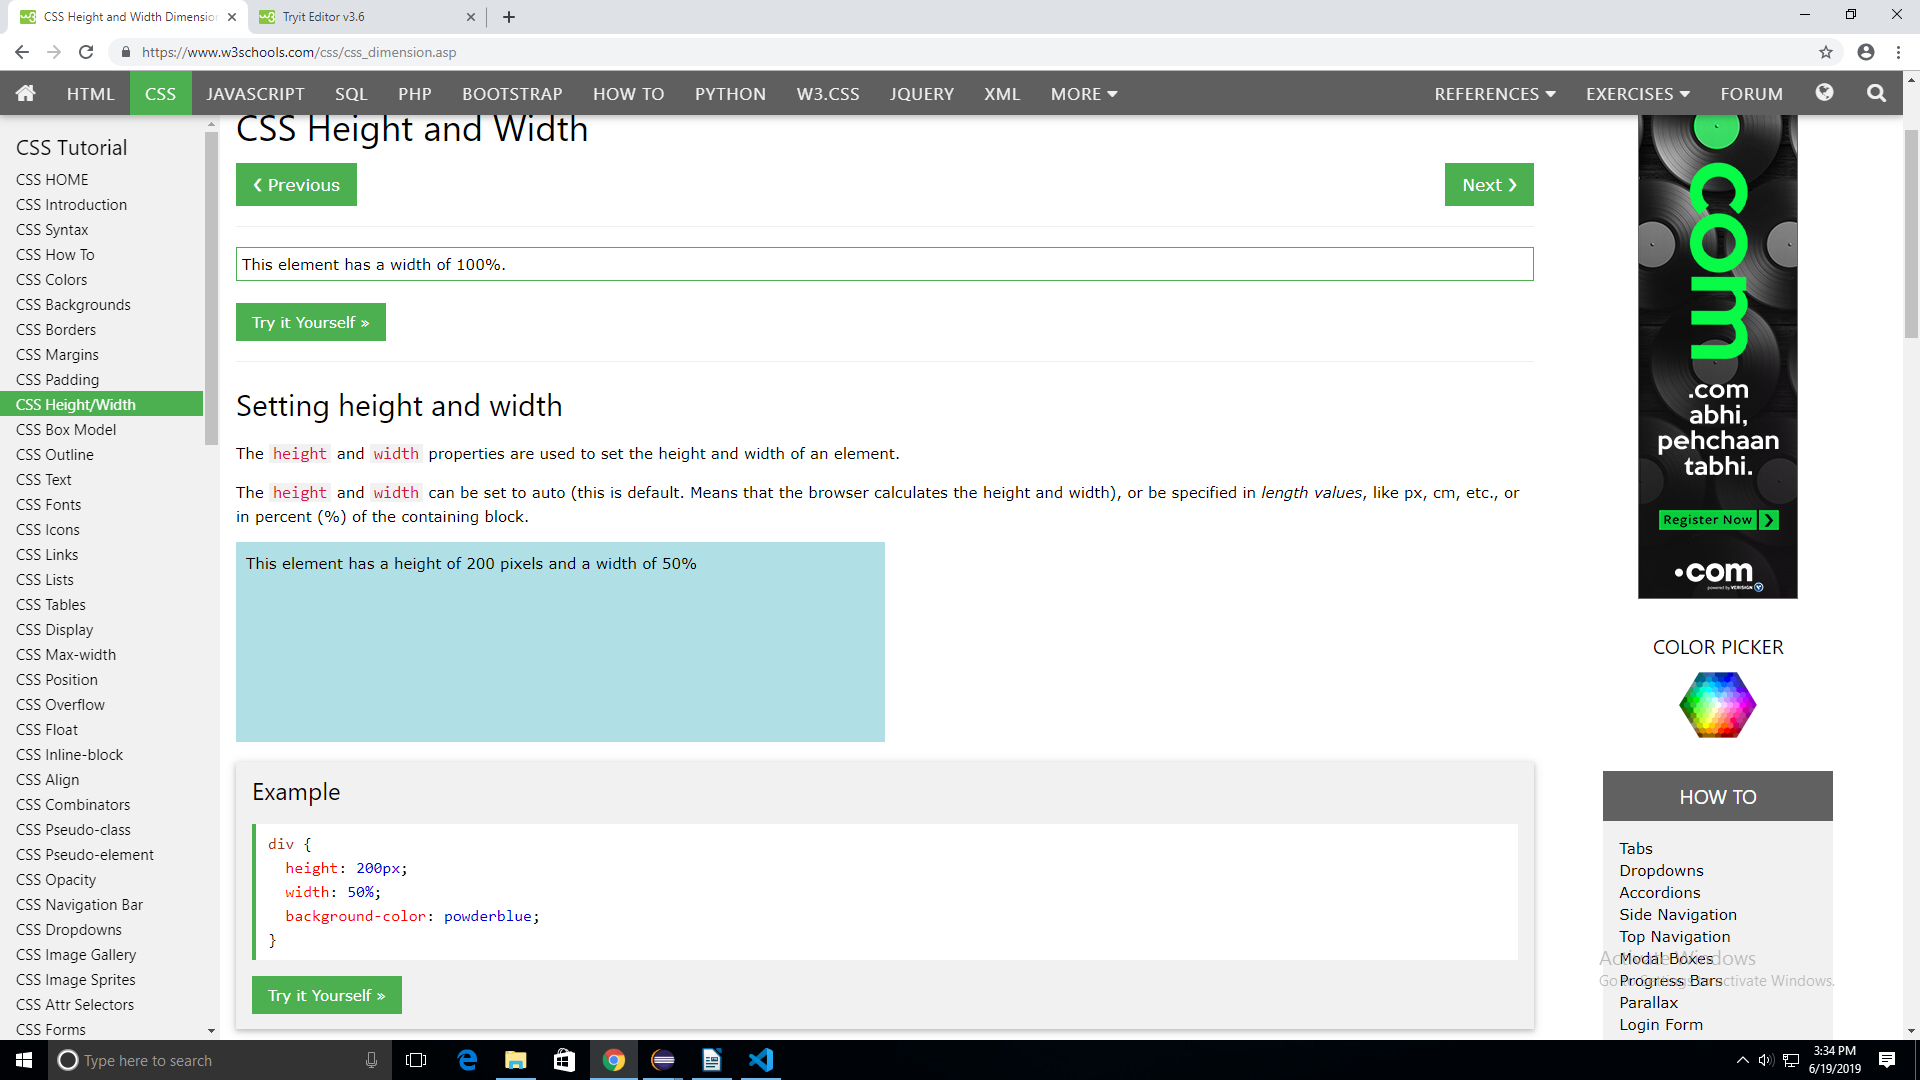 CSS Height and Width Dimension
Tryit Editor v3.6
https://www.w3schools.com/css/css_dimension.asp
HTML
CSS
JAVASCRIPT
SQL
PHP
BOOTSTRAP
HOW TO
PYTHON
W3.CSS
JQUERY
XML
MORE
REFERENCES
EXERCISES
FORUM
CSS Tutorial
CSS HOME
CSS Introduction
CSS Syntax
CSS How To
CSS Colors
CSS Backgrounds
CSS Borders
CSS Margins
CSS Padding
CSS Height/Width
CSS Box Model
CSS Outline
CSS Text
CSS Fonts
CSS Icons
CSS Links
CSS Lists
CSS Tables
CSS Display
CSS Max-width
CSS Position
CSS Overflow
CSS Float
CSS Inline-block
CSS Align
CSS Combinators
CSS Pseudo-class
CSS Pseudo-element
CSS Opacity
CSS Navigation Bar
CSS Dropdowns
CSS Image Gallery
CSS Image Sprites
CSS Attr Selectors
CSS Forms
CSS Height and Width
❮ Previous
Next ❯
This element has a width of 100%.
Try it Yourself »
Setting height and width
The height and width properties are used to set the height and width of an element.
The height and width can be set to auto (this is default. Means that the browser calculates the height and width), or be specified in length values, like px, cm, etc., or
in percent (%) of the containing block.
This element has a height of 200 pixels and a width of 50%
Example
div {
height: 200px;
width: 50%;
background-color: powderblue;
}
Try it Yourself »
com
.com
abhi,
pehchaan
tabhi.
Register Now
.com
powered by VERISIGN
COLOR PICKER
HOW TO
Tabs
Dropdowns
Accordions
Side Navigation
Top Navigation
Modal Boxes
Progress Bars
Parallax
Login Form
Activate Windows
Go to Settings to activate Windows.
Type here to search
3:34 PM
6/19/2019